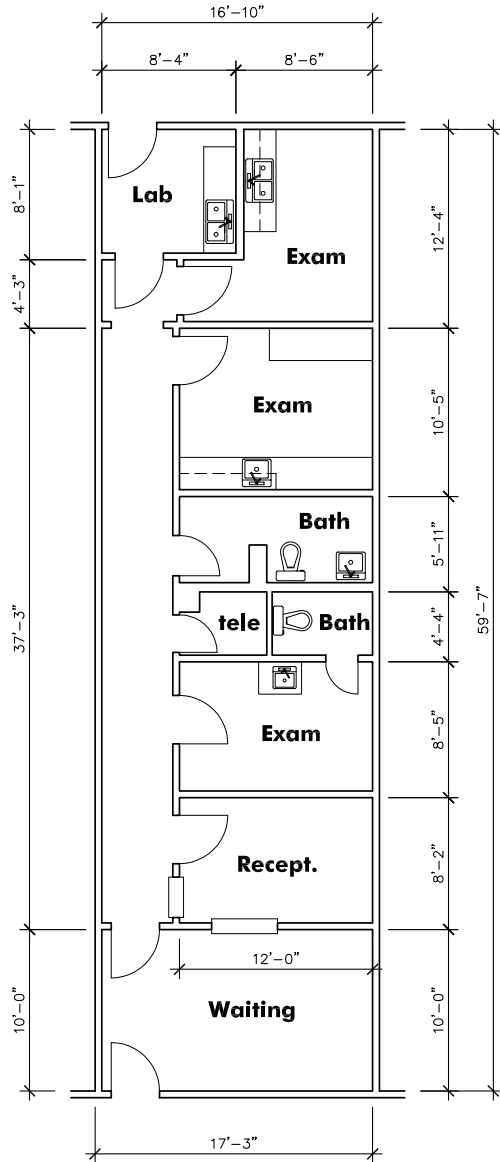 16'-10"
8'-4"
8'-6"
8'-1"
Lab
12'-4"
Exam
4'-3"
Exam
10'-5"
Bath
5'-11"
37'-3"
tele
Bath
4'-4"
59'-7"
Exam
8'-5"
Recept.
8'-2"
12'-0"
Waiting
10'-0"
10'-0"
17'-3"